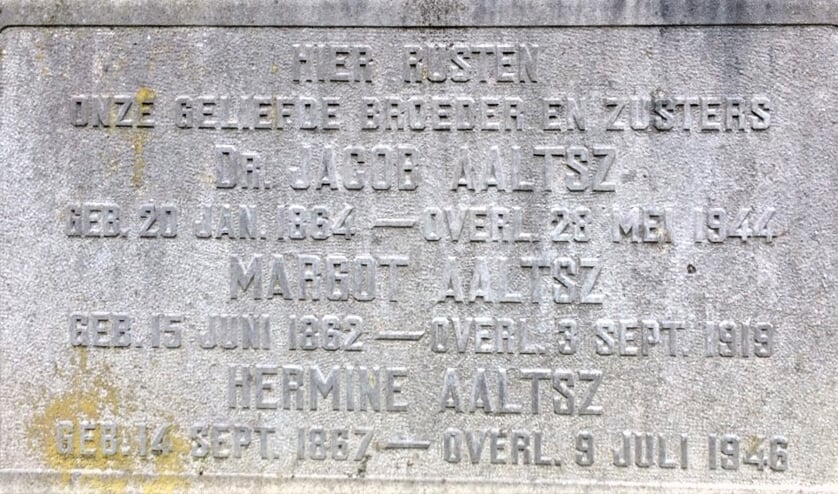 HIER RUSTEN
ONZE GELIEFDE BROEDER EN ZUSTERS
DR. JACOB AALTSZ
GEB. 20 JAN. 1864 — OVERL. 28 MEI 1944
MARGOT AALTSZ
GEB. 15 JUNI 1862 — OVERL. 3 SEPT. 1919
HERMINE AALTSZ
GEB. 14 SEPT. 1867 — OVERL. 9 JULI 1946